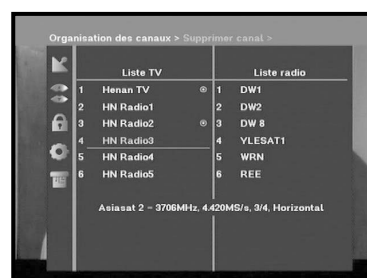 Organisation des canaux > Supprimer canal >
Liste TV Liste radio
1 Henan TV 1 DW1
2 HN Radio1 2 DW2
3 HN Radio2 3 DW 8
4 HN Radio3 4 YLESAT1
5 HN Radio4 5 WRN
6 HN Radio5 6 REE
Asiasat 2 - 3706MHz, 4.420MS/s, 3/4, Horizontal